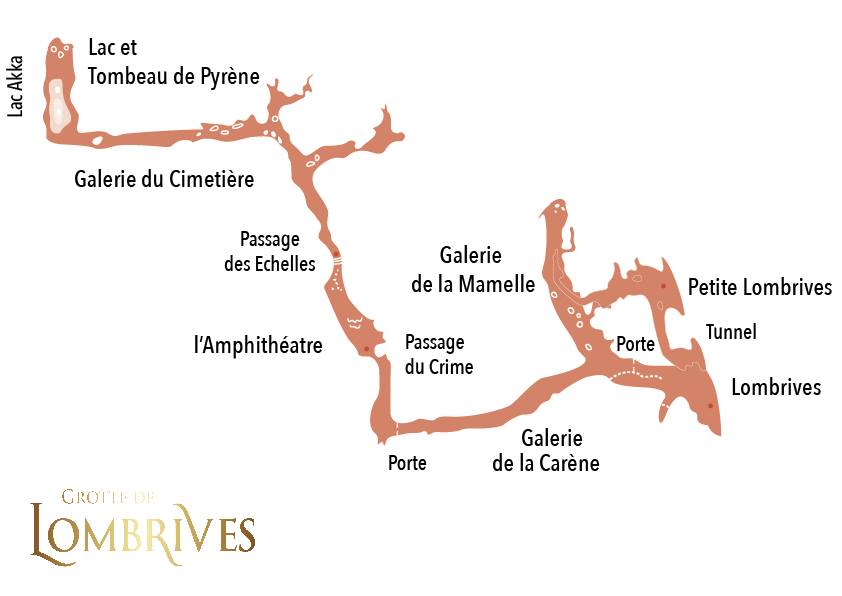 Lac Akka
Lac et
Tombeau de Pyrène
Galerie du Cimetière
Passage
des Echelles
Galerie
de la Mamelle
Petite Lombrives
Tunnel
l'Amphithéatre
Passage
du Crime
Porte
Lombrives
Galerie
de la Carène
Porte
GROTTE DE
LOMBRIVES